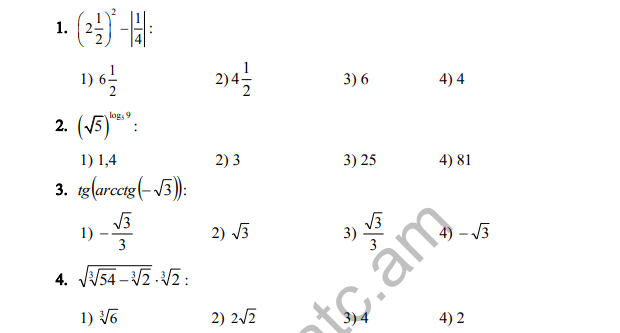 1. (2 1/2)² − |1/4| :
1) 6 1/2 2) 4 1/2 3) 6 4) 4
2. (√5)^(log₅ 9) :
1) 1,4 2) 3 3) 25 4) 81
3. tg(arcctg(−√3)):
1) −√3/3 2) √3 3) √3/3 4) −√3
4. √(∛54 − ∛2) · ∛2 :
1) ∛6 2) 2√2 3) 4 4) 2
atc.am